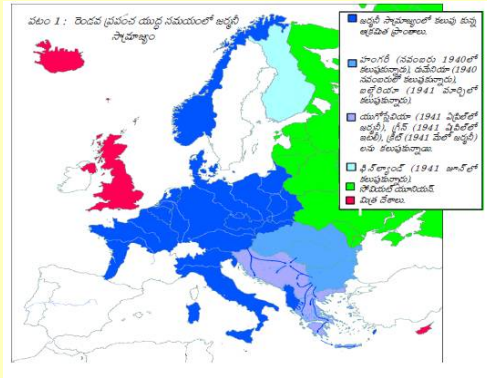 పటం 1 : రెండవ ప్రపంచ యుద్ధ సమయంలో జర్మనీ
సామ్రాజ్యం
జర్మనీ సామ్రాజ్యంలో కలుపు కున్న
ఆక్రమిత ప్రాంతాలు.
హంగరీ (నవంబరు 1940లో
కలుపుకున్నారు), రుమేనియా (1940
నవంబరులో కలుపుకున్నారు),
బల్గేరియా (1941 మార్చిలో
కలుపుకున్నారు).
యుగోస్లేవియా (1941 ఏప్రిల్‌లో
జర్మనీ), గ్రీస్ (1941 ఏప్రిల్‌లో
ఇటలీ), క్రీట్ (1941 మేలో జర్మనీ)
లను కలుపుకున్నాయి.
ఫిన్‌ల్యాండ్ (1941 జూన్‌లో
కలుపుకున్నారు).
సోవియట్ యూనియన్.
మిత్ర దేశాలు.